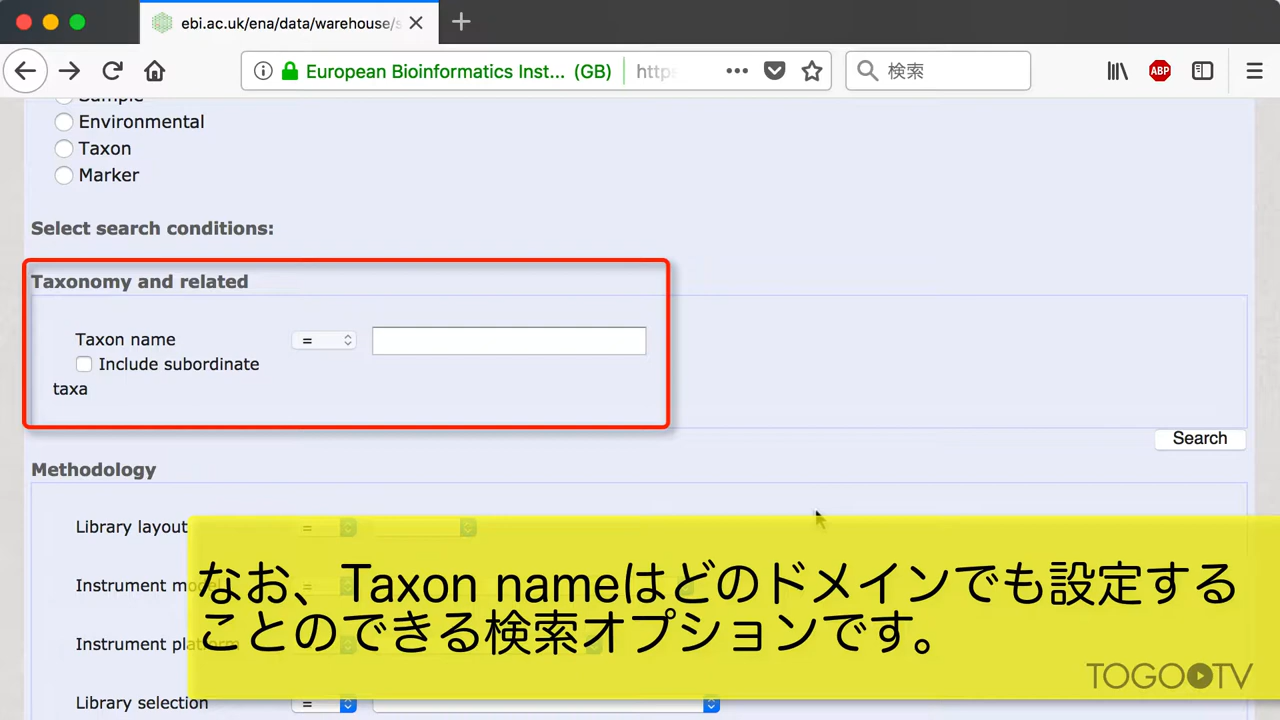 ebi.ac.uk/ena/data/warehouse/s
European Bioinformatics Inst... (GB)
https
検索
ABP
Sample
Environmental
Taxon
Marker
Select search conditions:
Taxonomy and related
Taxon name
=
Include subordinate
taxa
Search
Methodology
Library layout
=
Instrument model
=
Instrument platform
Library selection
=
なお、Taxon nameはどのドメインでも設定する
ことのできる検索オプションです。
TOGOTV